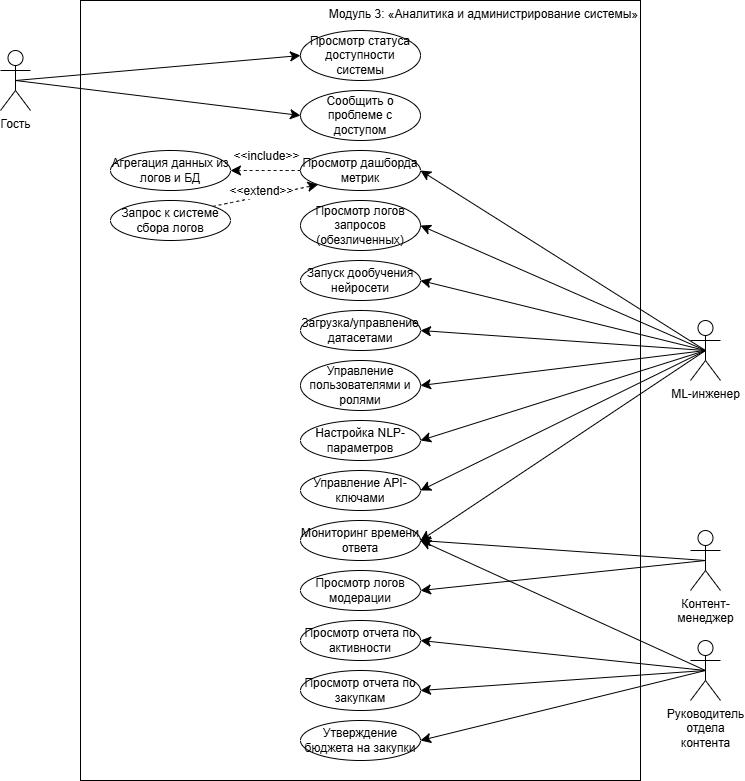 Модуль 3: «Аналитика и администрирование системы»
Просмотр статуса
доступности
системы
Гость
Сообщить о
проблеме с
доступом
Агрегация данных из
логов и БД
<<include>>
Просмотр дашборда
метрик
<<extend>>
Запрос к системе
сбора логов
Просмотр логов
запросов
(обезличенных)
Запуск дообучения
нейросети
Загрузка/управление
датасетами
Управление
пользователями и
ролями
ML-инженер
Настройка NLP-
параметров
Управление API-
ключами
Мониторинг времени
ответа
Просмотр логов
модерации
Контент-
менеджер
Просмотр отчета по
активности
Просмотр отчета по
закупкам
Руководитель
отдела
контента
Утверждение
бюджета на закупки